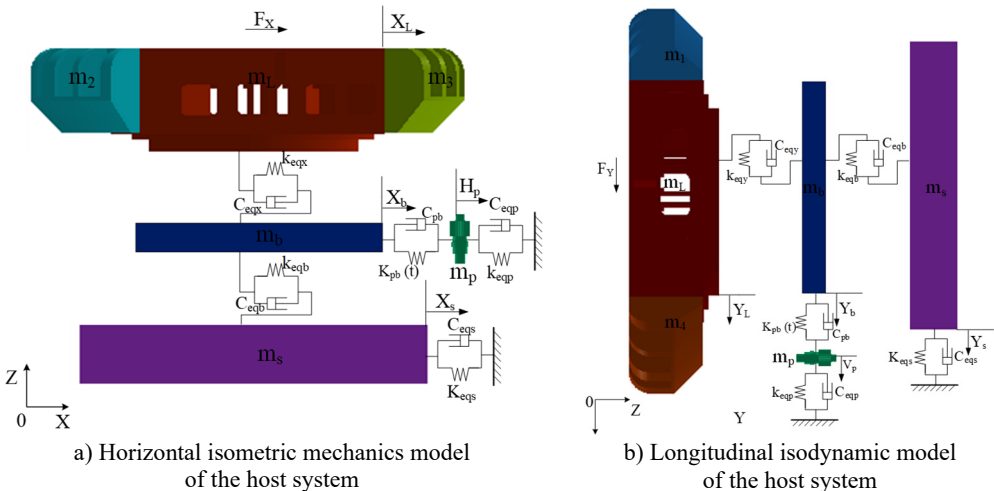 F_X
X_L
m_2
m_L
m_3
k_eqx
C_eqx
X_b
H_p
C_pb
C_eqp
m_b
K_pb (t)
m_p
k_eqp
k_eqb
C_eqb
X_s
C_eqs
m_s
K_eqs
Z
0
X
a) Horizontal isometric mechanics model
of the host system
m_1
F_Y
m_L
C_eqy
k_eqy
m_b
C_eqb
k_eqb
m_s
Y_L
m_4
Y_b
K_pb (t)
C_pb
m_p
V_p
k_eqp
C_eqp
Y_s
K_eqs
C_eqs
0
Z
Y
b) Longitudinal isodynamic model
of the host system